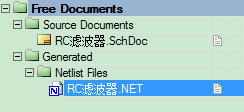 Free Documents
Source Documents
RC滤波器.SchDoc
Generated
Netlist Files
RC滤波器.NET